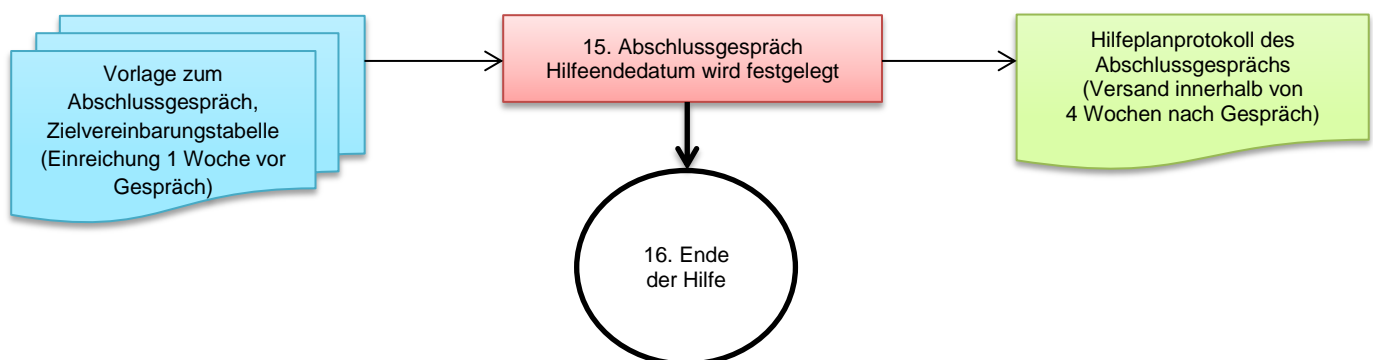 Vorlage zum
Abschlussgespräch,
Zielvereinbarungstabelle
(Einreichung 1 Woche vor
Gespräch)
15. Abschlussgespräch
Hilfeendedatum wird festgelegt
Hilfeplanprotokoll des
Abschlussgesprächs
(Versand innerhalb von
4 Wochen nach Gespräch)
16. Ende
der Hilfe